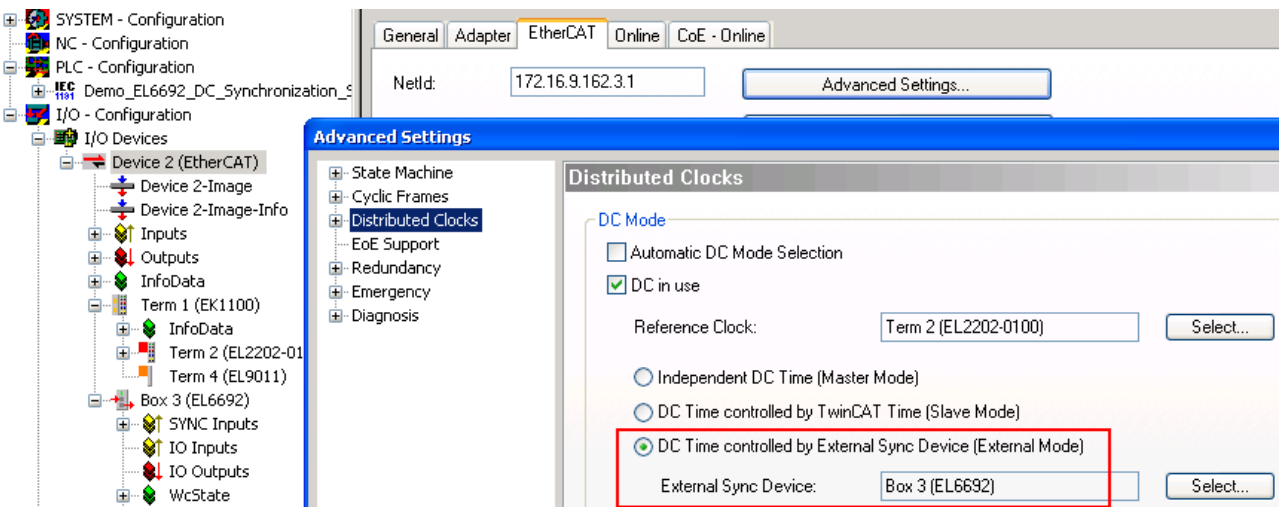 SYSTEM - Configuration
NC - Configuration
PLC - Configuration
IEC 1131 Demo_EL6692_DC_Synchronization_S
I/O - Configuration
I/O Devices
Device 2 (EtherCAT)
Device 2-Image
Device 2-Image-Info
Inputs
Outputs
InfoData
Term 1 (EK1100)
InfoData
Term 2 (EL2202-01
Term 4 (EL9011)
Box 3 (EL6692)
SYNC Inputs
IO Inputs
IO Outputs
WcState
General Adapter EtherCAT Online CoE - Online
NetId: 172.16.9.162.3.1 Advanced Settings...
Advanced Settings
State Machine
Cyclic Frames
Distributed Clocks
EoE Support
Redundancy
Emergency
Diagnosis
Distributed Clocks
DC Mode
Automatic DC Mode Selection
DC in use
Reference Clock: Term 2 (EL2202-0100) Select...
Independent DC Time (Master Mode)
DC Time controlled by TwinCAT Time (Slave Mode)
DC Time controlled by External Sync Device (External Mode)
External Sync Device: Box 3 (EL6692) Select...